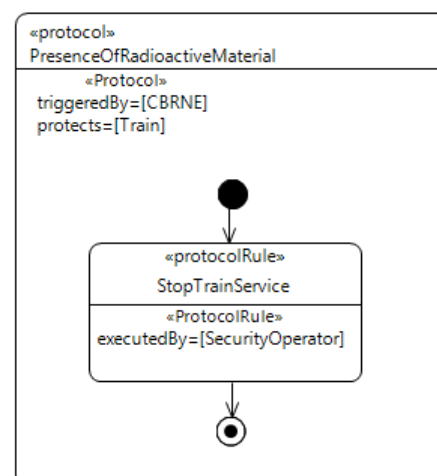 «protocol»
PresenceOfRadioactiveMaterial
«Protocol»
triggeredBy=[CBRNE]
protects=[Train]
«protocolRule»
StopTrainService
«ProtocolRule»
executedBy=[SecurityOperator]